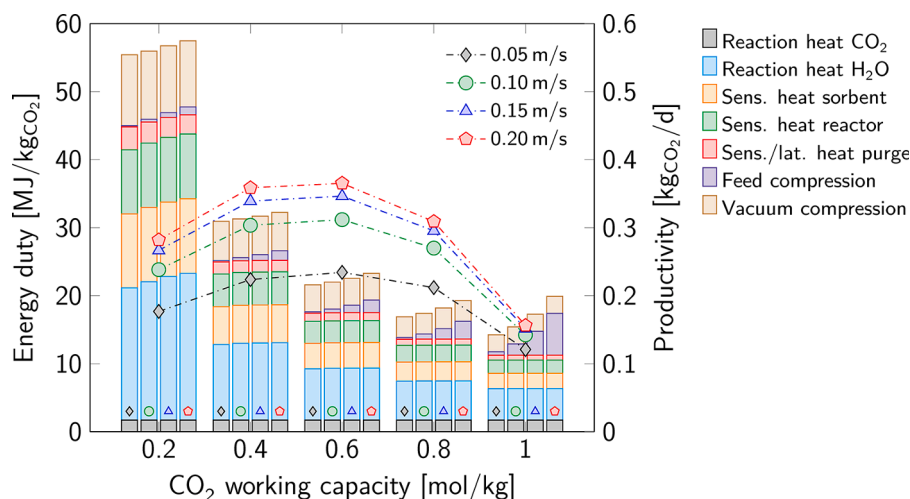 Energy duty [MJ/kgCO₂]
60
50
40
30
20
10
0
0.05 m/s
0.10 m/s
0.15 m/s
0.20 m/s
0.2
0.4
0.6
0.8
1
CO₂ working capacity [mol/kg]
0.6
0.5
0.4
0.3
0.2
0.1
0
Productivity [kgCO₂/d]
Reaction heat CO₂
Reaction heat H₂O
Sens. heat sorbent
Sens. heat reactor
Sens./lat. heat purge
Feed compression
Vacuum compression